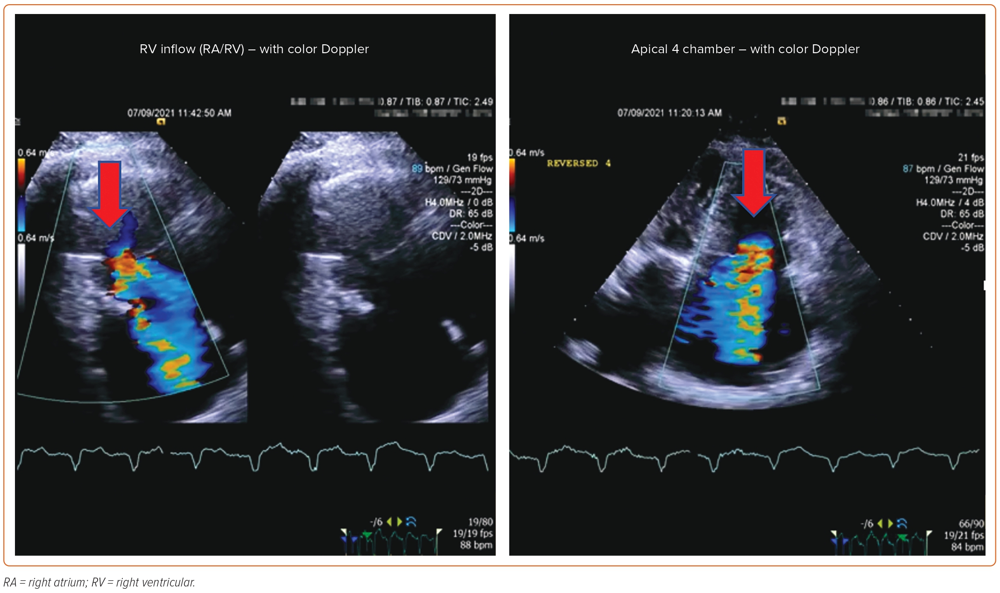 RV inflow (RA/RV) – with color Doppler
0.87 / TIB: 0.87 / TIC: 2.49
07/09/2021 11:42:50 AM
0.64 m/s
19 fps
89 bpm / Gen Flow
129/73 mmHg
---2D---
H4.0MHz / 0 dB
DR: 65 dB
---Color---
CDV / 2.0MHz
-5 dB
0.64 m/s
-/6
19/80
19/19 fps
88 bpm
Apical 4 chamber – with color Doppler
0.86 / TIB: 0.86 / TIC: 2.45
07/09/2021 11:20:13 AM
0.64 m/s
REVERSED 4
21 fps
87 bpm / Gen Flow
129/73 mmHg
---2D---
H4.0MHz / 4 dB
DR: 65 dB
---Color---
CDV / 2.0MHz
-5 dB
0.64 m/s
-/6
66/90
19/21 fps
84 bpm
RA = right atrium; RV = right ventricular.